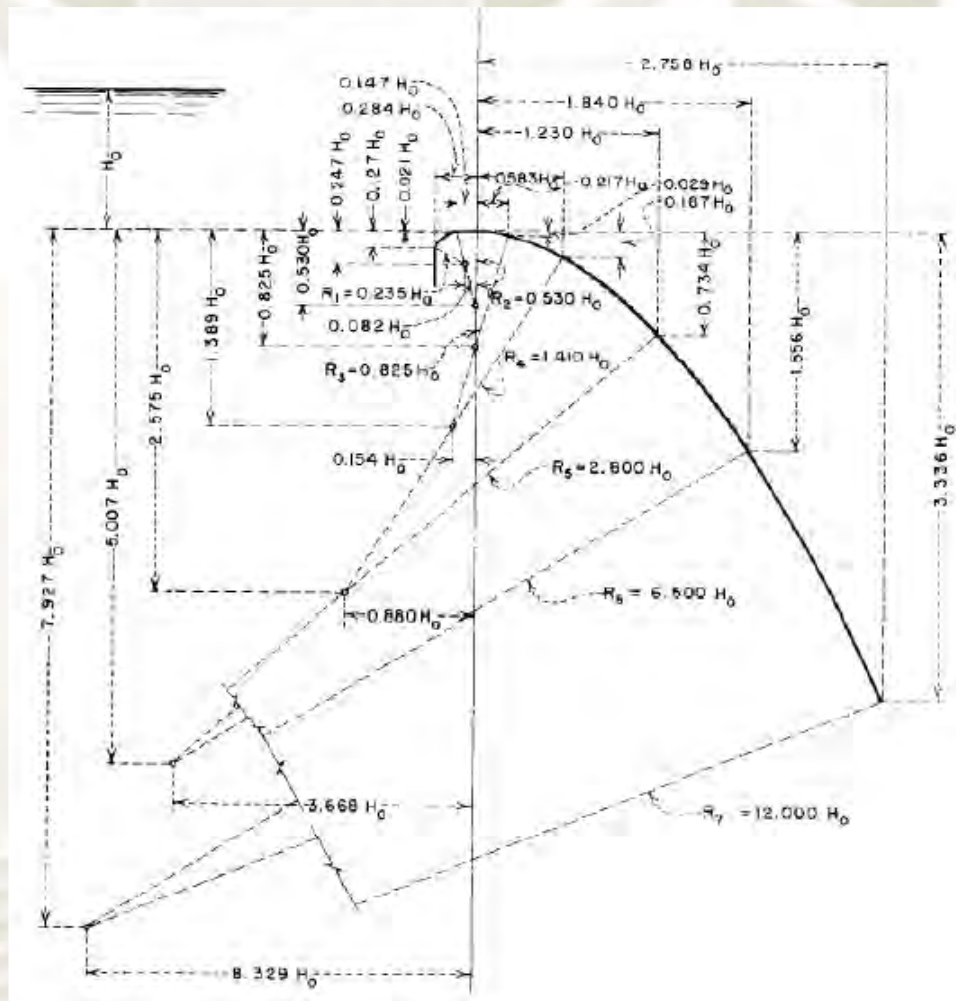 2.758 H₀
0.147 H₀
0.284 H₀
1.840 H₀
1.230 H₀
H₀
0.247 H₀
0.127 H₀
0.021 H₀
0.583 H₀
0.217 H₀
0.029 H₀
0.187 H₀
0.530 H₀
0.825 H₀
1.389 H₀
2.575 H₀
5.007 H₀
7.927 H₀
R₁=0.235 H₀
R₂=0.530 H₀
0.082 H₀
R₃=0.825 H₀
R₄=1.410 H₀
0.734 H₀
1.556 H₀
3.336 H₀
0.154 H₀
R₅=2.800 H₀
R₆ = 6.500 H₀
0.880 H₀
3.668 H₀
R₇ = 12.000 H₀
8.329 H₀